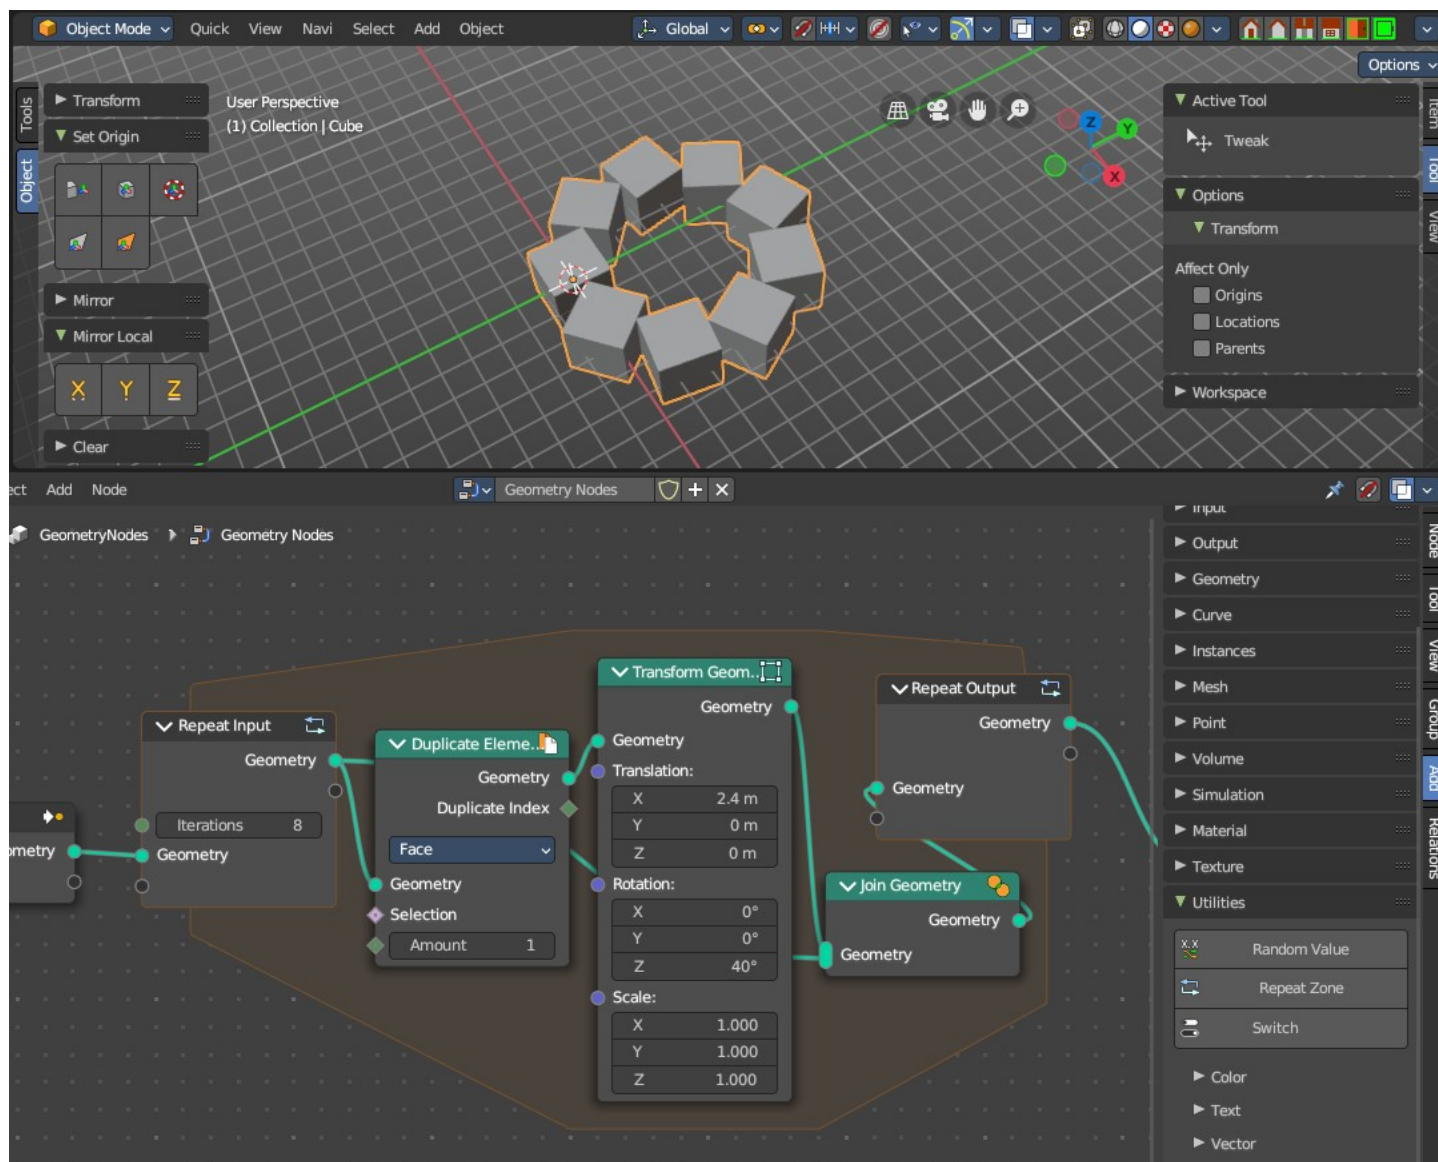 Object Mode Quick View Navi Select Add Object Global
Options
Tools
Object
Transform
Set Origin
Mirror
Mirror Local
X Y Z
Clear
User Perspective
(1) Collection | Cube
Z
Y
X
Active Tool
Tweak
Options
Transform
Affect Only
Origins
Locations
Parents
Workspace
Item
Tool
View
ect Add Node Geometry Nodes
GeometryNodes Geometry Nodes
ometry
Repeat Input
Geometry
Iterations 8
Geometry
Duplicate Eleme..
Geometry
Duplicate Index
Face
Geometry
Selection
Amount 1
Transform Geom..
Geometry
Geometry
Translation:
X 2.4 m
Y 0 m
Z 0 m
Rotation:
X 0°
Y 0°
Z 40°
Scale:
X 1.000
Y 1.000
Z 1.000
Repeat Output
Geometry
Geometry
Join Geometry
Geometry
Geometry
Input
Output
Geometry
Curve
Instances
Mesh
Point
Volume
Simulation
Material
Texture
Utilities
X.X Random Value
Repeat Zone
Switch
Color
Text
Vector
Node
Tool
View
Group
Add
Relations